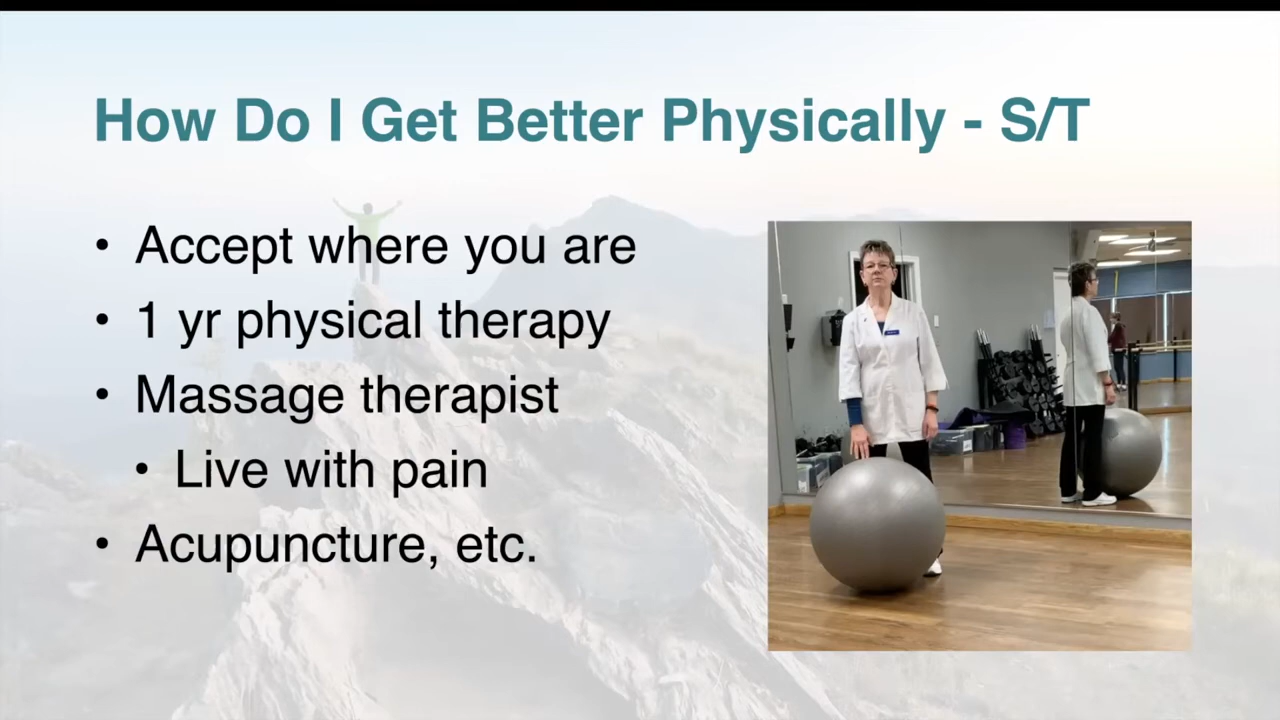 How Do I Get Better Physically - S/T
• Accept where you are
• 1 yr physical therapy
• Massage therapist
• Live with pain
• Acupuncture, etc.